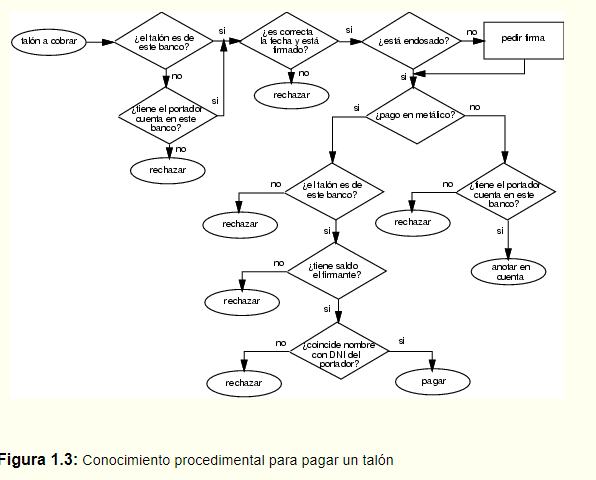 talón a cobrar
¿el talón es de
este banco?
si
¿es correcta
la fecha y está
firmado?
si
¿está endosado?
no
pedir firma
no
no
si
rechazar
¿tiene el portador
cuenta en este
banco?
si
no
rechazar
¿pago en metálico?
si
no
¿el talón es de
este banco?
no
rechazar
si
¿tiene el portador
cuenta en este
banco?
no
rechazar
si
anotar en
cuenta
¿tiene saldo
el firmante?
no
rechazar
si
¿coincide nombre
con DNI del
portador?
no
rechazar
si
pagar
Figura 1.3: Conocimiento procedimental para pagar un talón